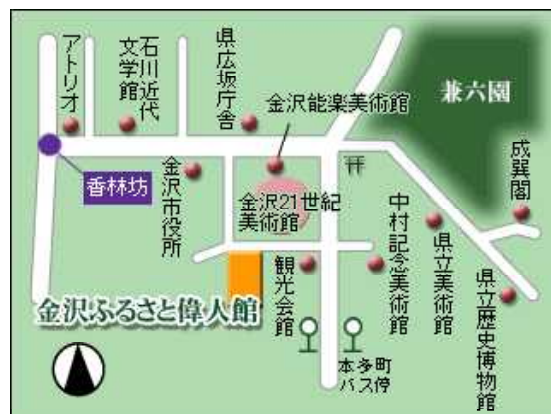 アトリオ
石川近代
文学館
県広坂庁舎
金沢能楽美術館
兼六園
成巽閣
香林坊
金沢市役所
金沢21世紀
美術館
中村記念美術館
県立美術館
県立歴史博物館
観光会館
金沢ふるさと偉人館
本多町
バス停